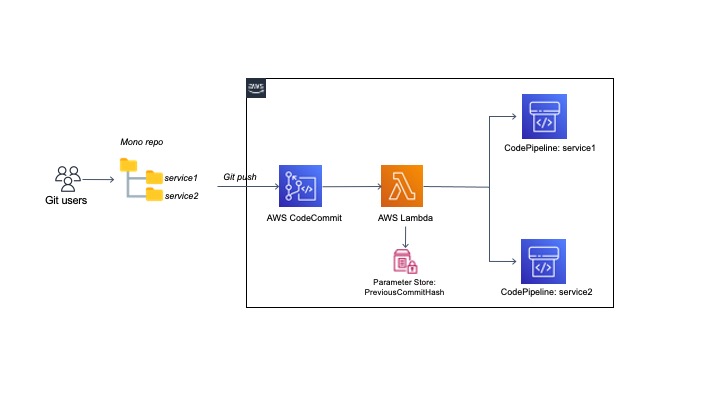 aws
Mono repo
service1
service2
Git users
Git push
AWS CodeCommit
AWS Lambda
Parameter Store:
PreviousCommitHash
CodePipeline: service1
CodePipeline: service2